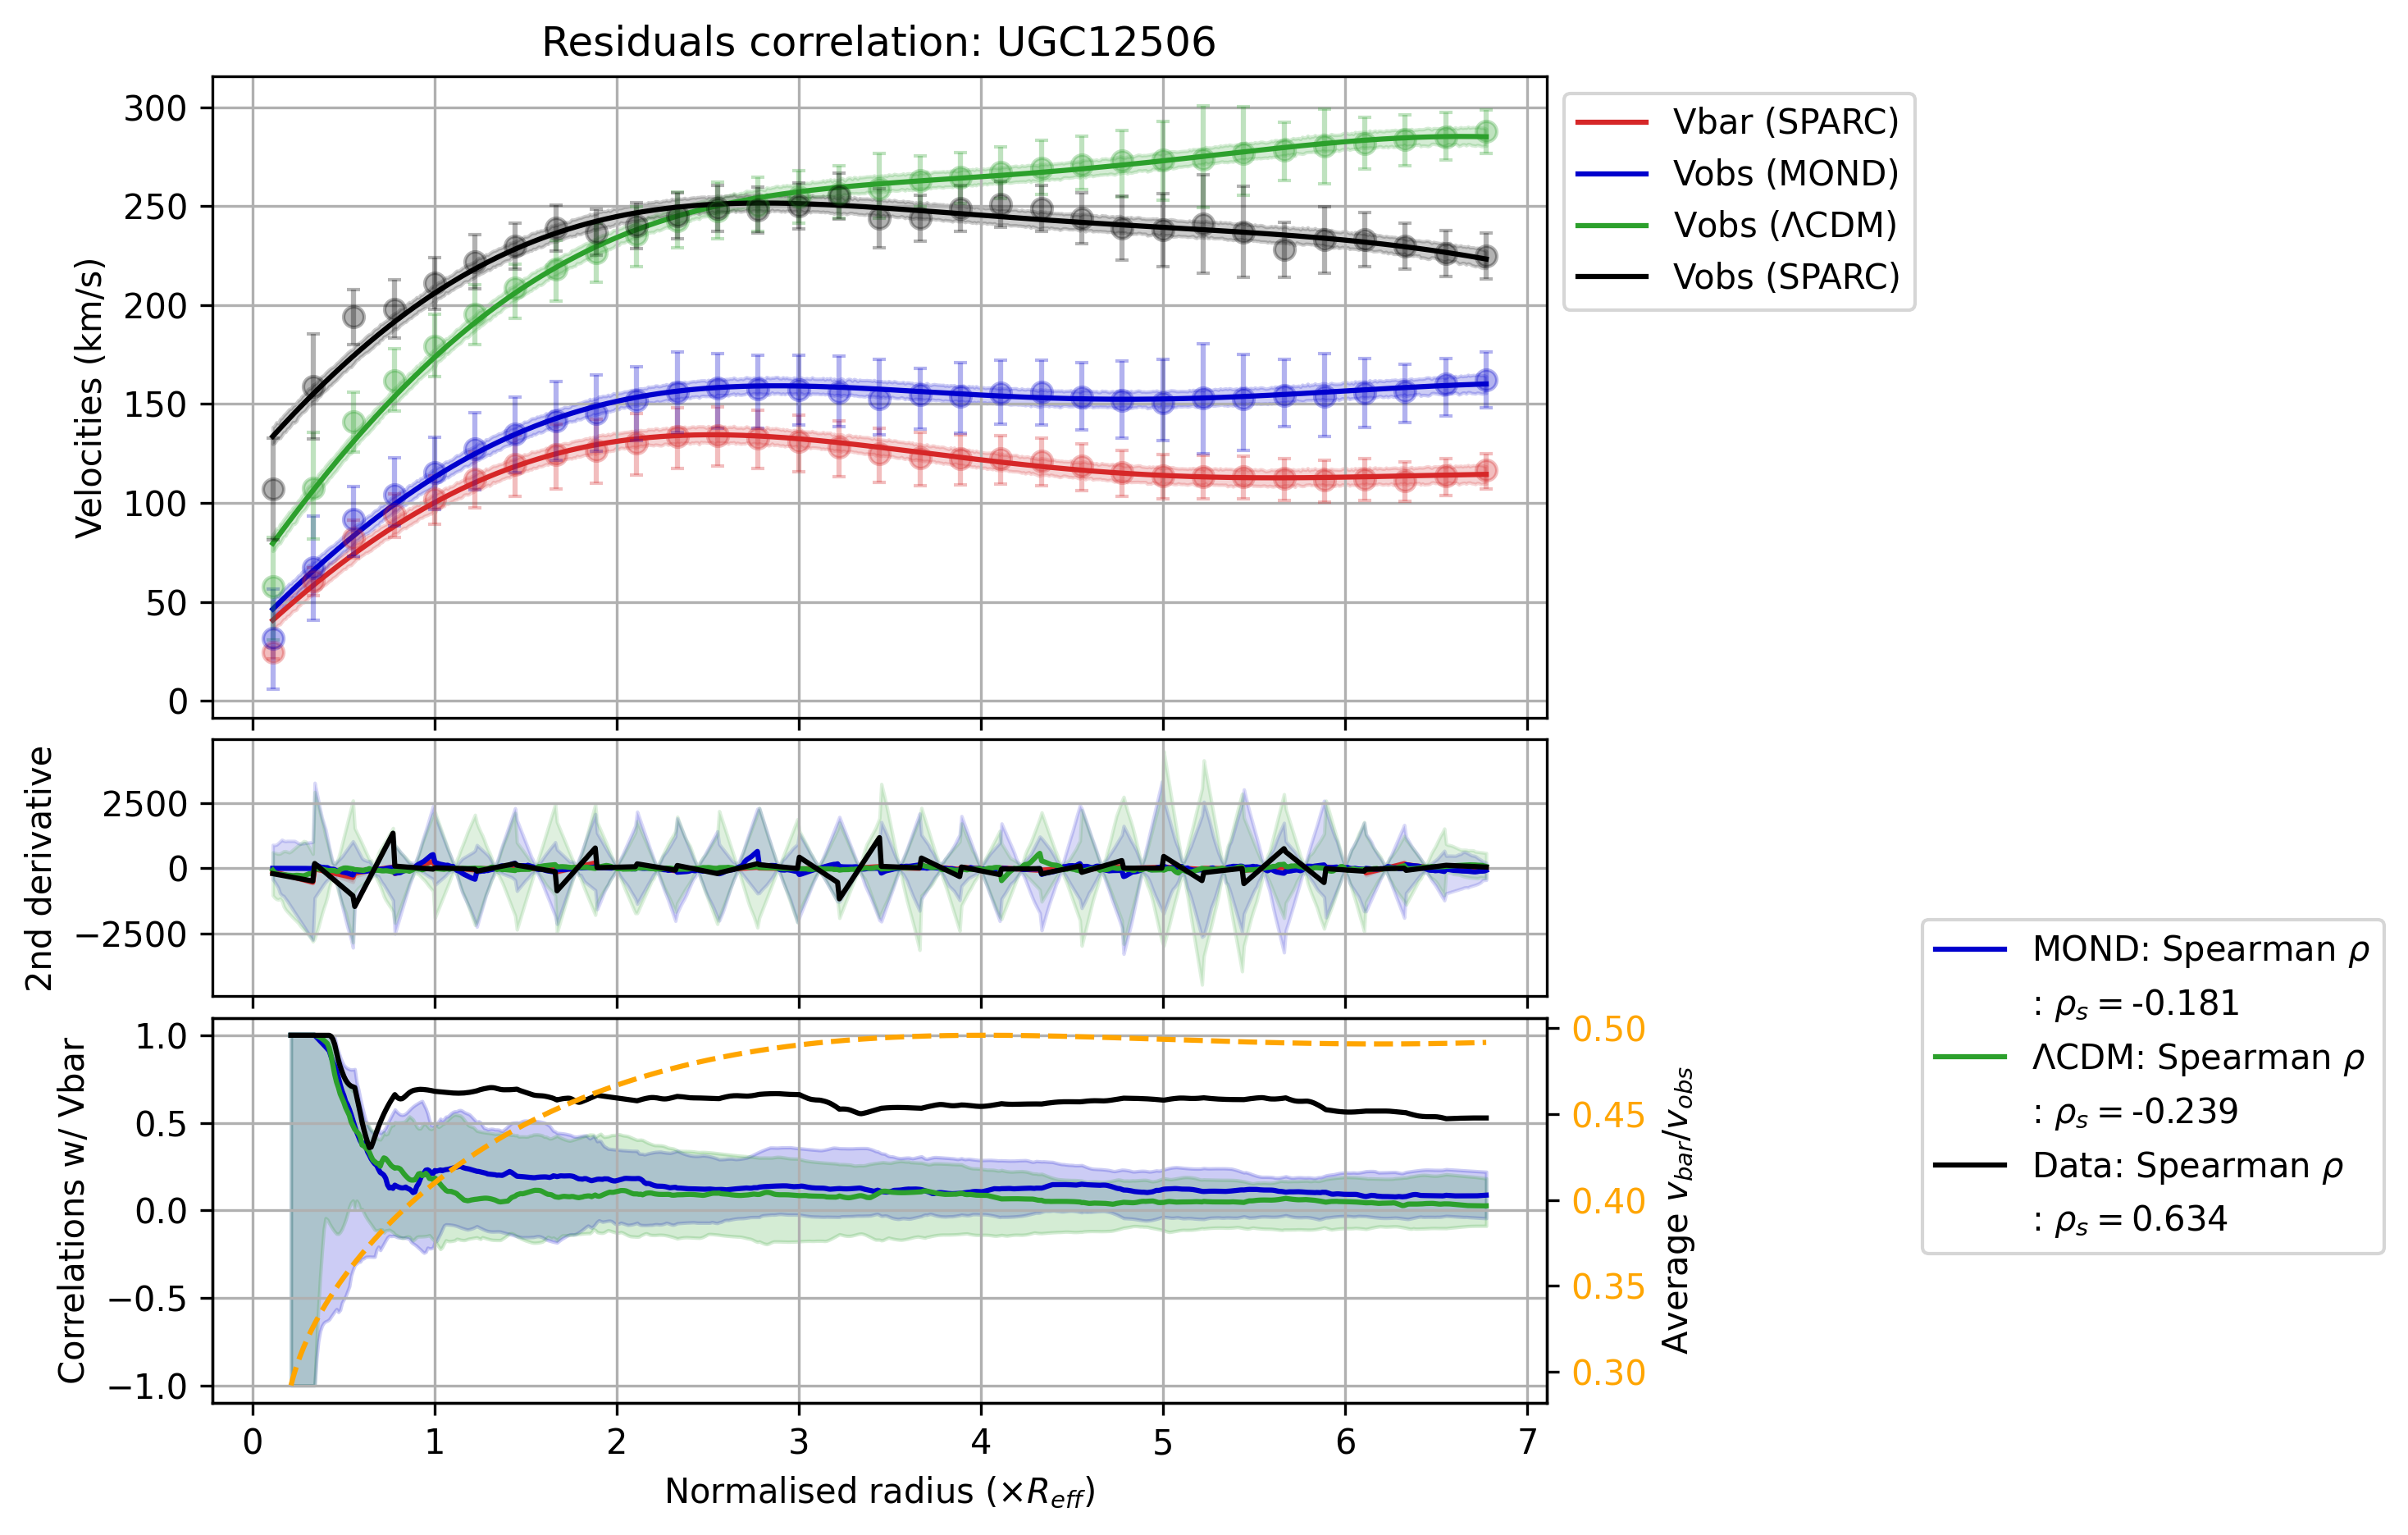 Residuals correlation: UGC12506
Velocities (km/s)
300
250
200
150
100
50
0
Vbar (SPARC)
Vobs (MOND)
Vobs (ΛCDM)
Vobs (SPARC)
2nd derivative
2500
0
−2500
Correlations w/ Vbar
1.0
0.5
0.0
−0.5
−1.0
0.50
0.45
0.40
0.35
0.30
Average v_bar/v_obs
MOND: Spearman ρ
: ρ_s = -0.181
ΛCDM: Spearman ρ
: ρ_s = -0.239
Data: Spearman ρ
: ρ_s = 0.634
0 1 2 3 4 5 6 7
Normalised radius (×R_eff)